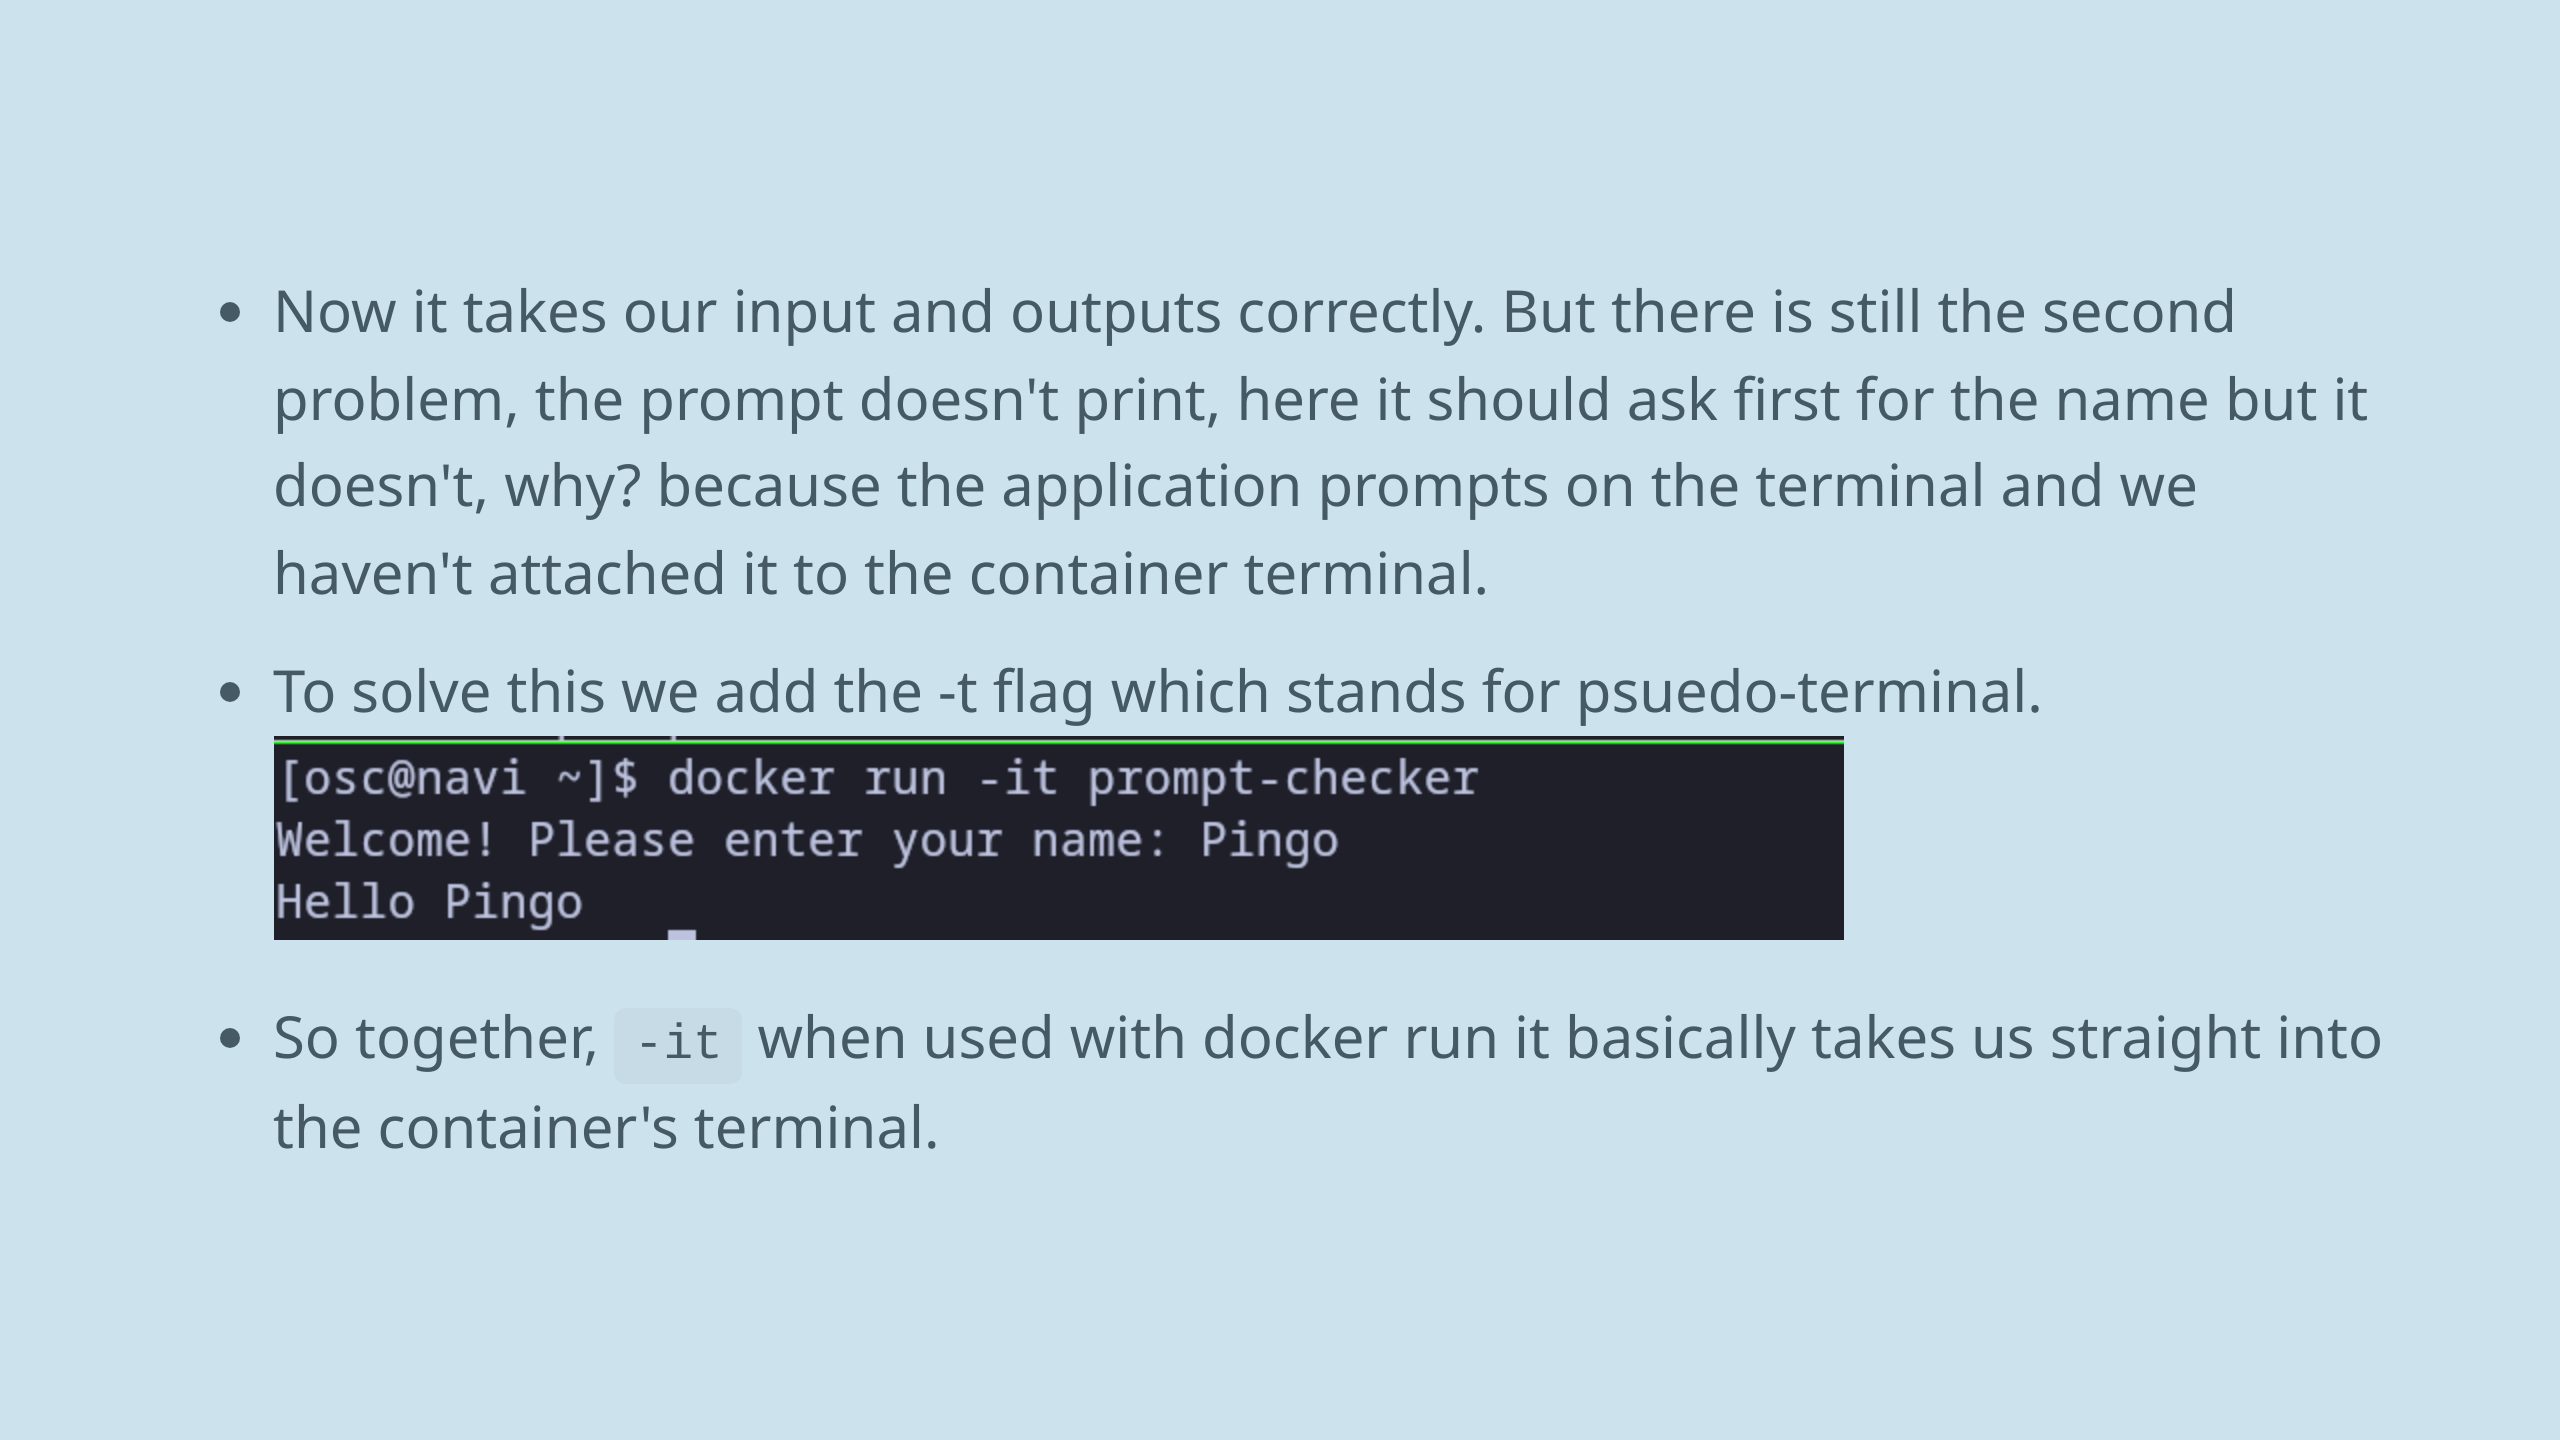 Now it takes our input and outputs correctly. But there is still the second
problem, the prompt doesn't print, here it should ask first for the name but it
doesn't, why? because the application prompts on the terminal and we
haven't attached it to the container terminal.
To solve this we add the -t flag which stands for psuedo-terminal.
[osc@navi ~]$ docker run -it prompt-checker
Welcome! Please enter your name: Pingo
Hello Pingo
So together, -it when used with docker run it basically takes us straight into
the container's terminal.